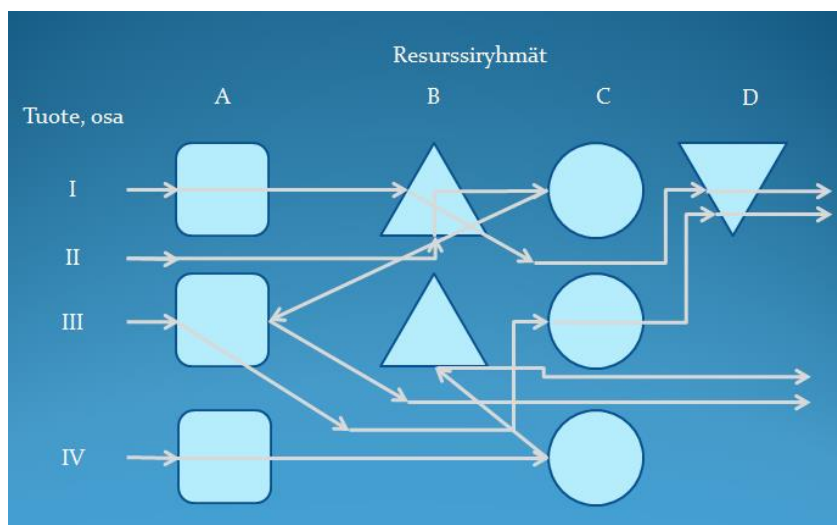 Resurssiryhmät
A B C D
Tuote, osa
I
II
III
IV